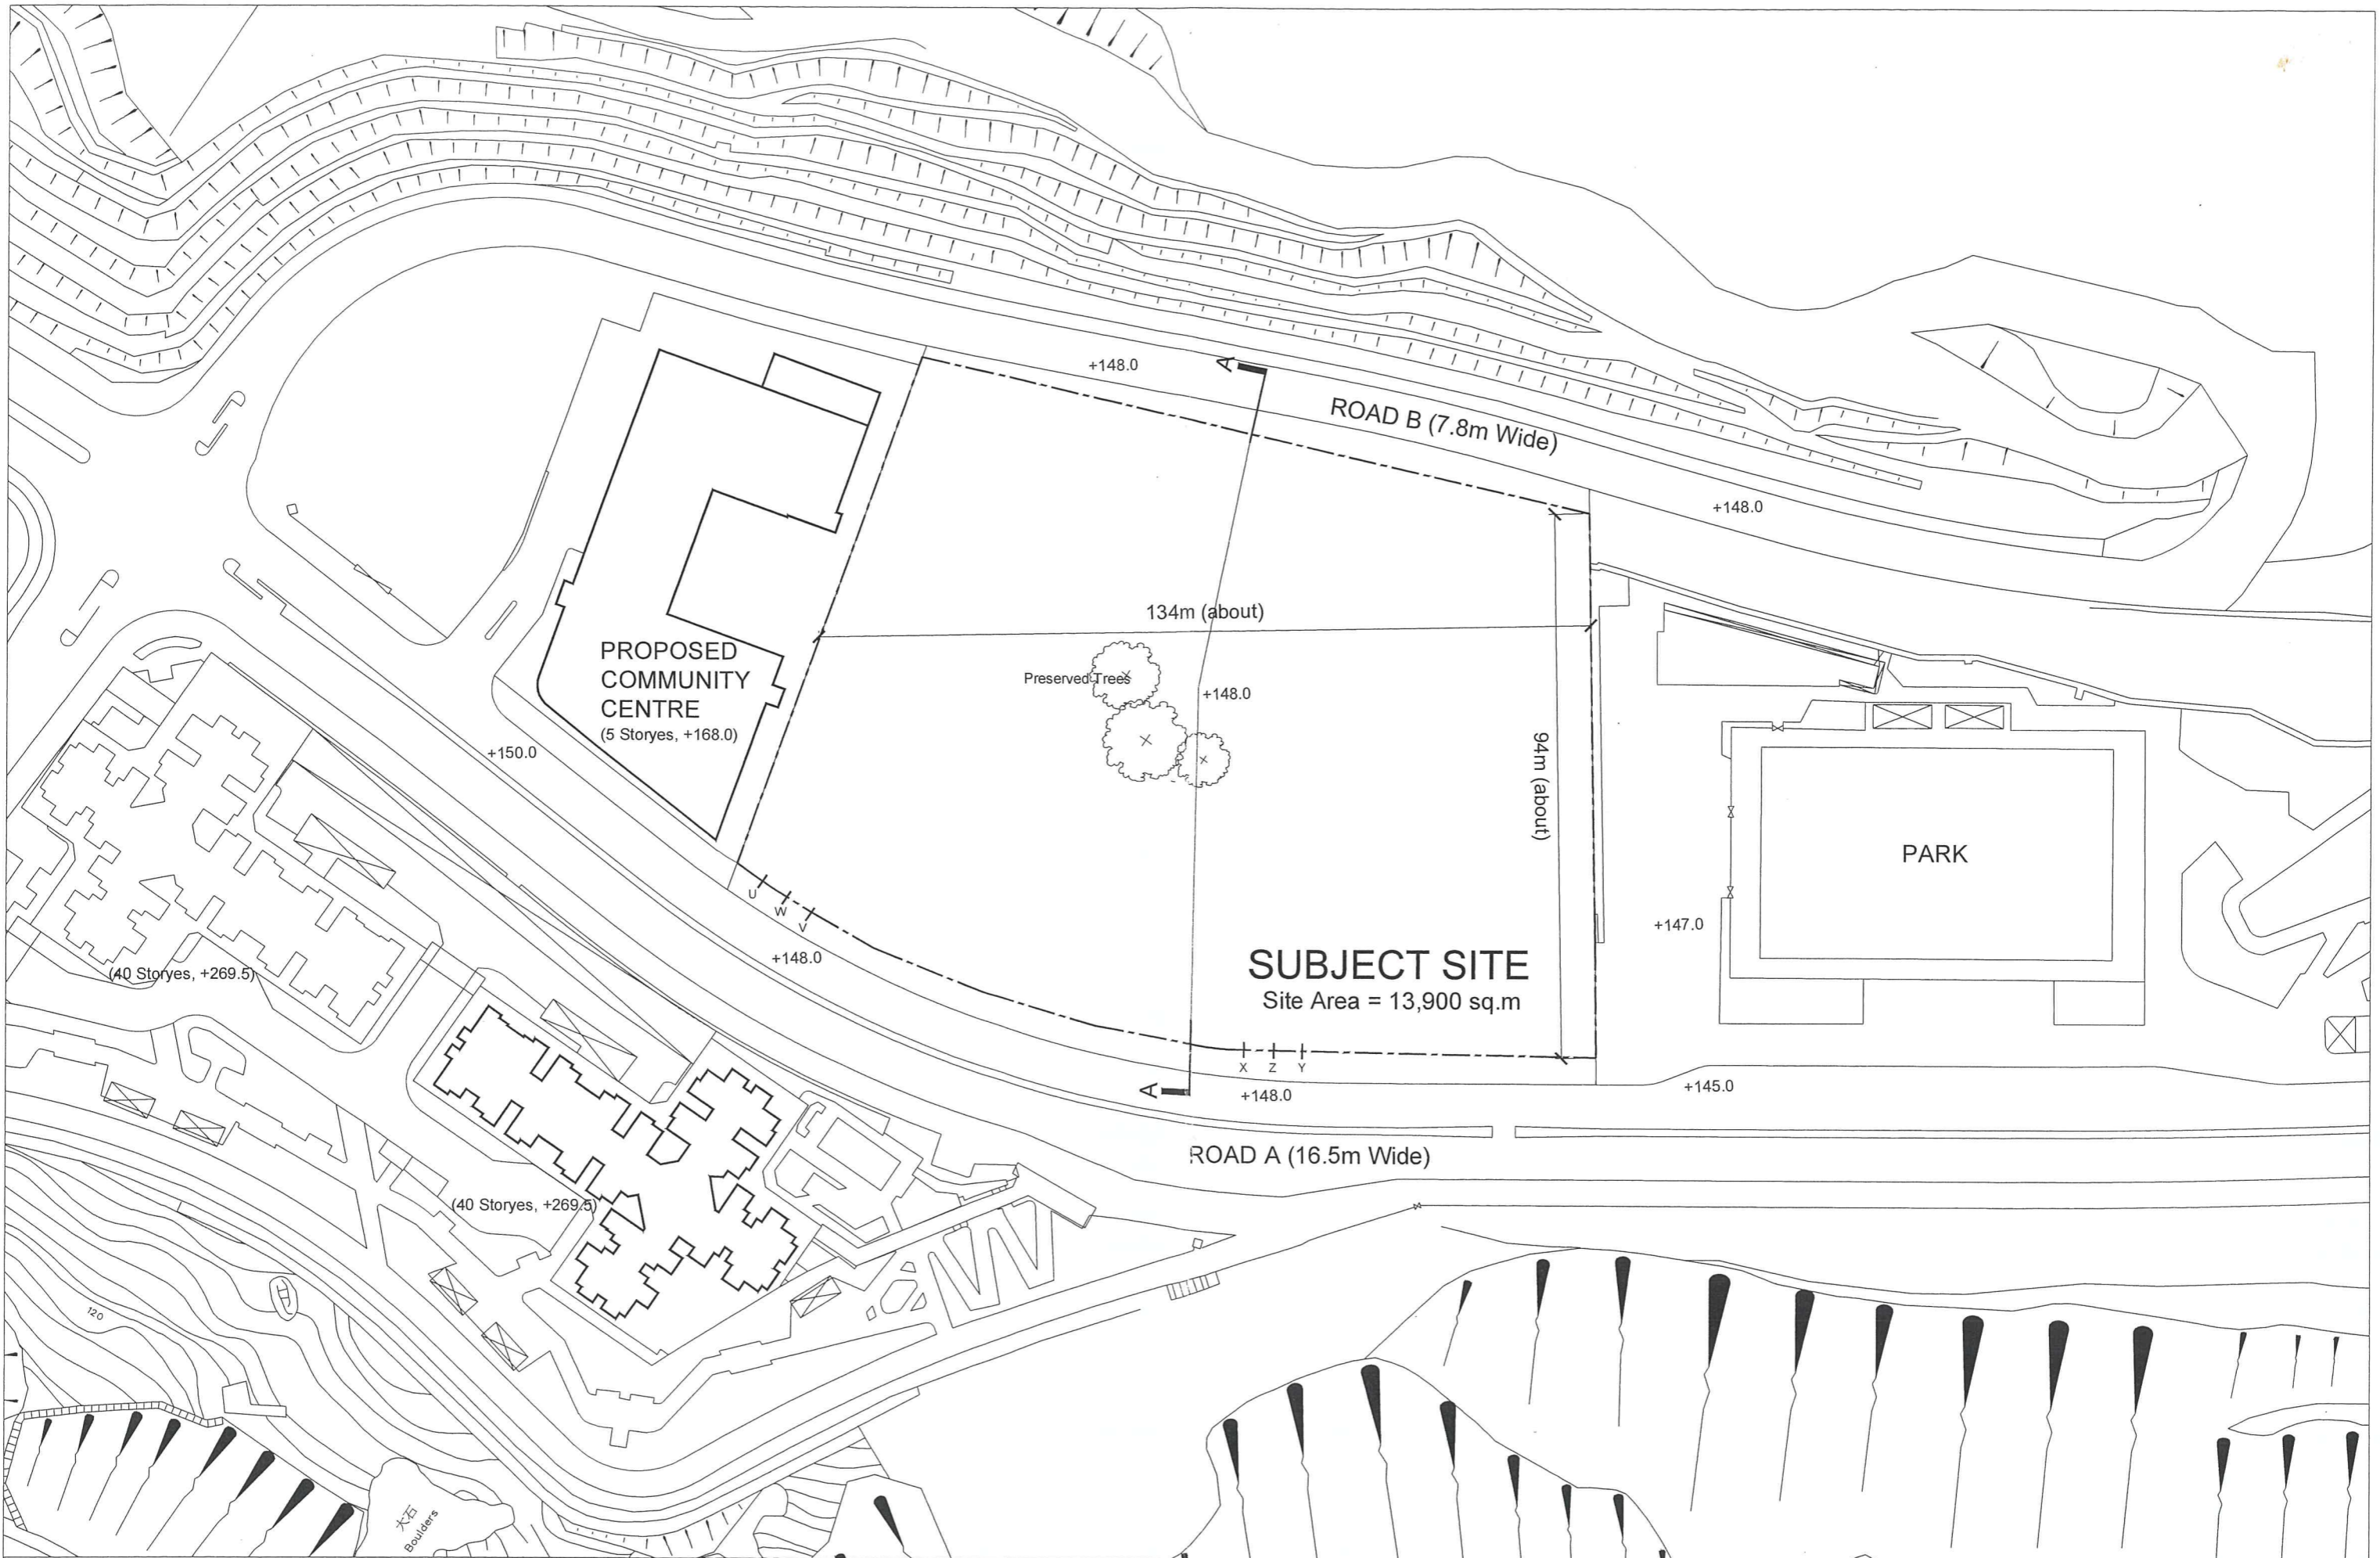 +148.0
A
ROAD B (7.8m Wide)
+148.0
134m (about)
PROPOSED
COMMUNITY
CENTRE
(5 Storyes, +168.0)
Preserved Trees
+148.0
94m (about)
+150.0
PARK
U
W
V
+147.0
+148.0
SUBJECT SITE
Site Area = 13,900 sq.m
(40 Storyes, +269.5)
X
Z
Y
A
+148.0
+145.0
ROAD A (16.5m Wide)
(40 Storyes, +269.5)
120
大石
Boulders